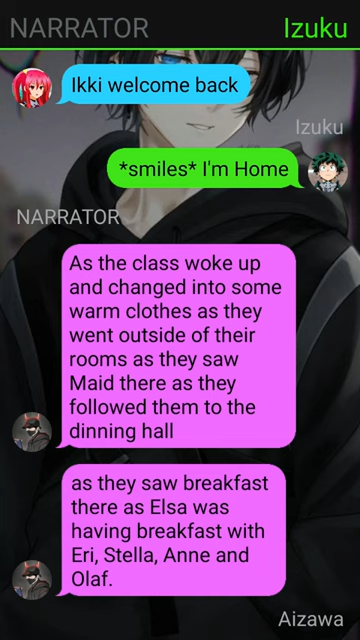 NARRATOR Izuku
Ikki welcome back
Izuku
*smiles* I'm Home
NARRATOR
As the class woke up
and changed into some
warm clothes as they
went outside of their
rooms as they saw
Maid there as they
followed them to the
dinning hall
as they saw breakfast
there as Elsa was
having breakfast with
Eri, Stella, Anne and
Olaf.
Aizawa